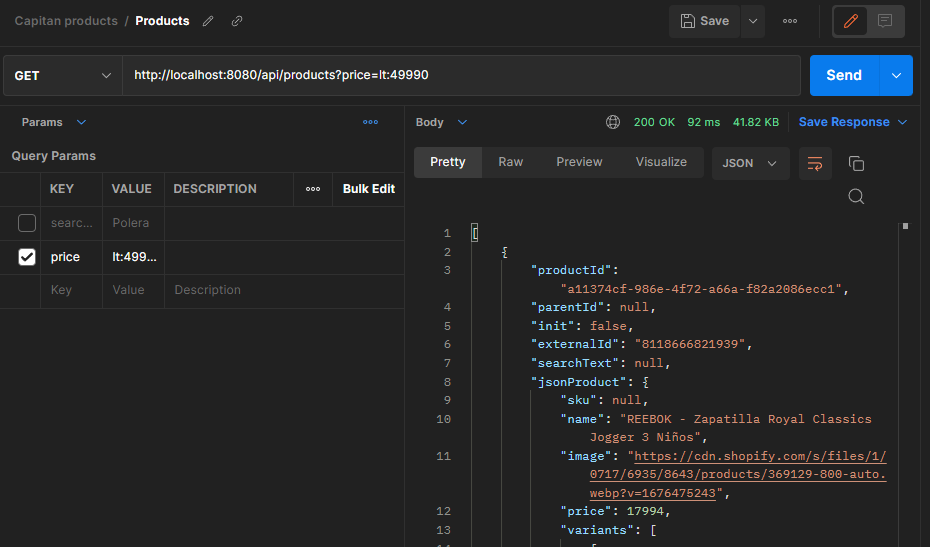 Capitan products / Products
Save
GET
http://localhost:8080/api/products?price=lt:49990
Send
Params
Body
200 OK 92 ms 41.82 KB Save Response
Query Params
Pretty Raw Preview Visualize JSON
KEY VALUE DESCRIPTION Bulk Edit
searc... Polera
price lt:499...
Key Value Description
1 [
2 {
3 "productId":
"a11374cf-986e-4f72-a66a-f82a2086ecc1",
4 "parentId": null,
5 "init": false,
6 "externalId": "8118666821939",
7 "searchText": null,
8 "jsonProduct": {
9 "sku": null,
10 "name": "REEBOK - Zapatilla Royal Classics
Jogger 3 Niños",
11 "image": "https://cdn.shopify.com/s/files/1/
0717/6935/8643/products/369129-800-auto.
webp?v=1676475243",
12 "price": 17994,
13 "variants": [